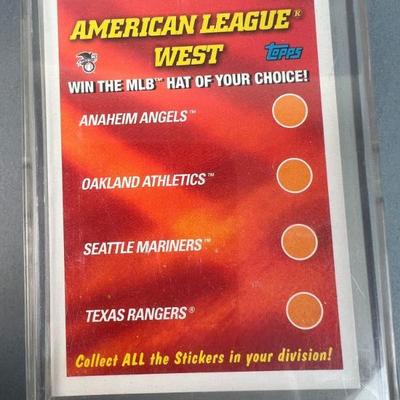 AMERICAN LEAGUE®
WEST
topps
WIN THE MLB™ HAT OF YOUR CHOICE!
ANAHEIM ANGELS™
OAKLAND ATHLETICS™
SEATTLE MARINERS™
TEXAS RANGERS®
Collect ALL the Stickers in your division!